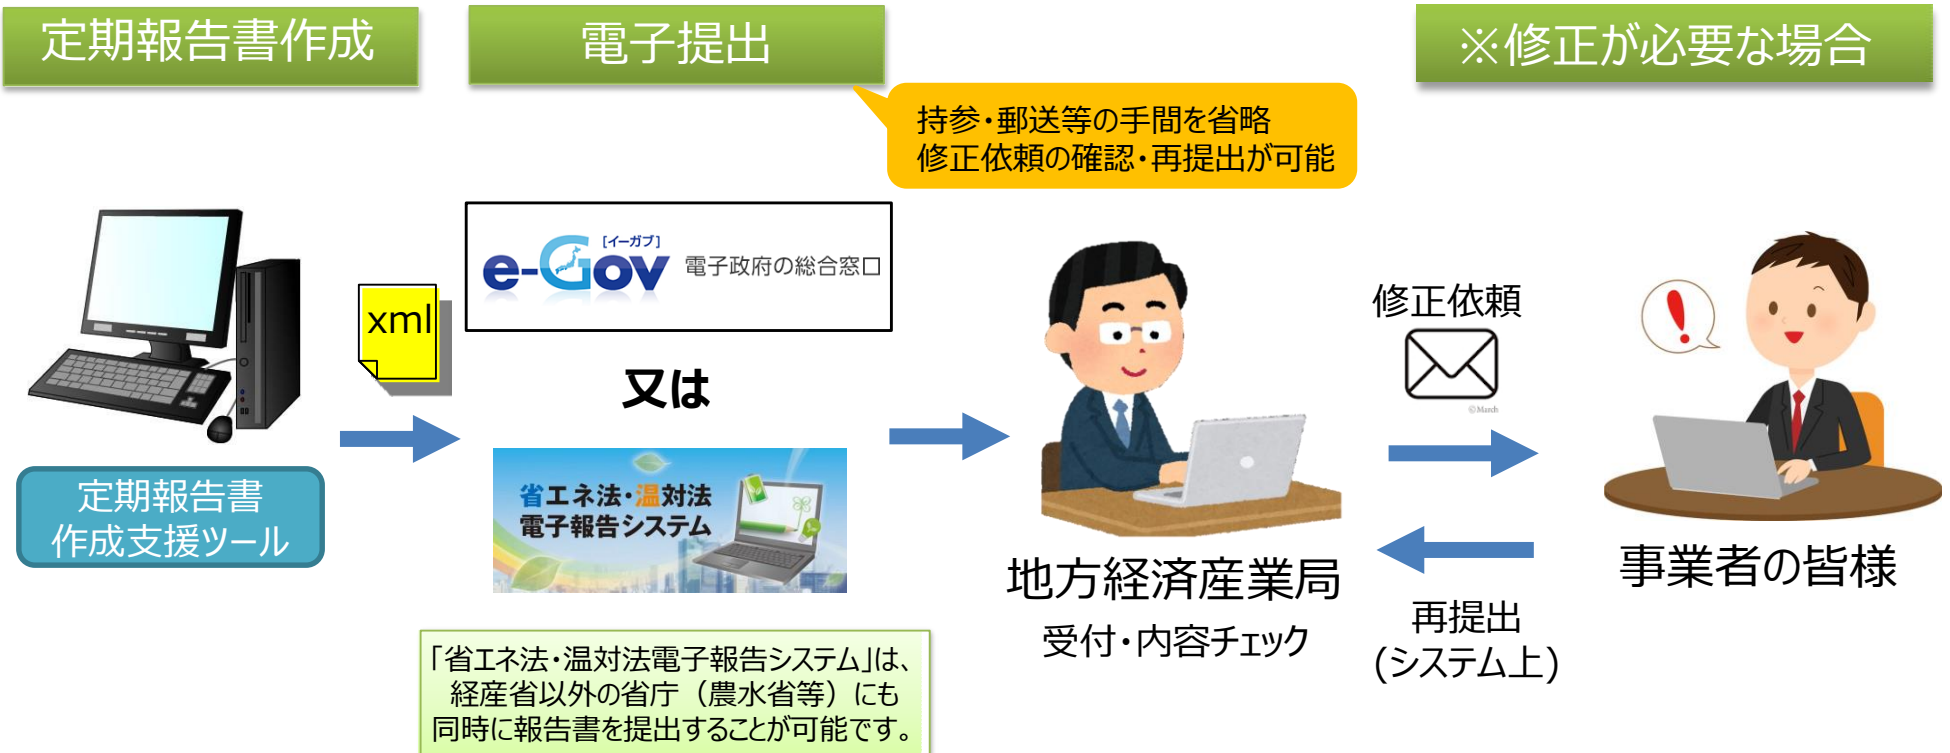 定期報告書作成
電子提出
※修正が必要な場合
持参・郵送等の手間を省略
修正依頼の確認・再提出が可能
[イーガブ]
e-Gov 電子政府の総合窓口
xml
又は
省エネ法・温対法
電子報告システム
定期報告書
作成支援ツール
「省エネ法・温対法電子報告システム」は、
経産省以外の省庁（農水省等）にも
同時に報告書を提出することが可能です。
地方経済産業局
受付・内容チェック
修正依頼
©March
再提出
(システム上)
事業者の皆様